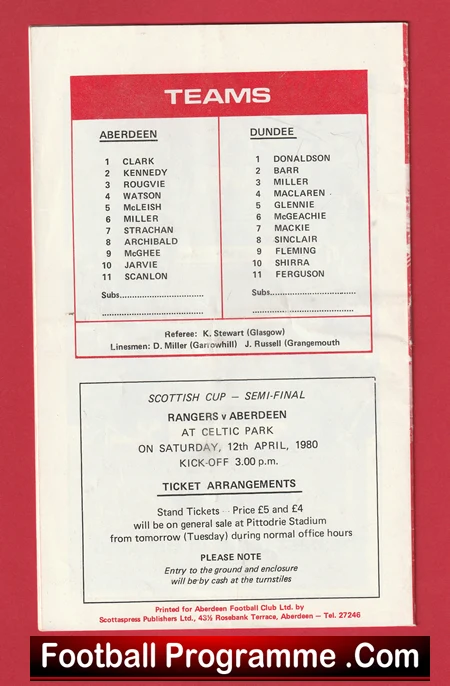 TEAMS
ABERDEEN
1 CLARK
2 KENNEDY
3 ROUGVIE
4 WATSON
5 McLEISH
6 MILLER
7 STRACHAN
8 ARCHIBALD
9 McGHEE
10 JARVIE
11 SCANLON
Subs..............................
....................................
DUNDEE
1 DONALDSON
2 BARR
3 MILLER
4 MACLAREN
5 GLENNIE
6 McGEACHIE
7 MACKIE
8 SINCLAIR
9 FLEMING
10 SHIRRA
11 FERGUSON
Subs..............................
....................................
Referee: K. Stewart (Glasgow)
Linesmen: D. Miller (Garrowhill) J. Russell (Grangemouth
SCOTTISH CUP – SEMI-FINAL
RANGERS v ABERDEEN
AT CELTIC PARK
ON SATURDAY, 12th APRIL, 1980
KICK-OFF 3.00 p.m.
TICKET ARRANGEMENTS
Stand Tickets - Price £5 and £4
will be on general sale at Pittodrie Stadium
from tomorrow (Tuesday) during normal office hours
PLEASE NOTE
Entry to the ground and enclosure
will be by cash at the turnstiles
Printed for Aberdeen Football Club Ltd. by
Scottaspress Publishers Ltd., 43½ Rosebank Terrace, Aberdeen – Tel. 27246
Football Programme .Com